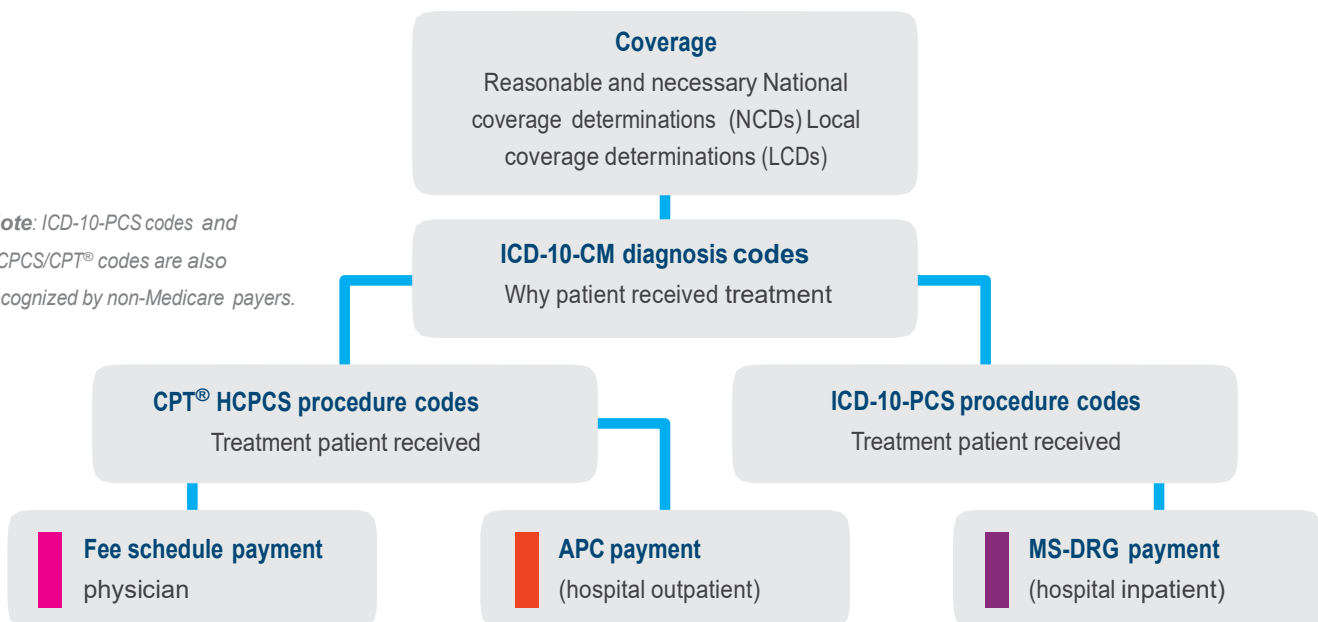 Coverage
Reasonable and necessary National
coverage determinations (NCDs) Local
coverage determinations (LCDs)
ote: ICD-10-PCS codes and
CPCS/CPT® codes are also
ecognized by non-Medicare payers.
ICD-10-CM diagnosis codes
Why patient received treatment
CPT® HCPCS procedure codes
Treatment patient received
ICD-10-PCS procedure codes
Treatment patient received
Fee schedule payment
physician
APC payment
(hospital outpatient)
MS-DRG payment
(hospital inpatient)